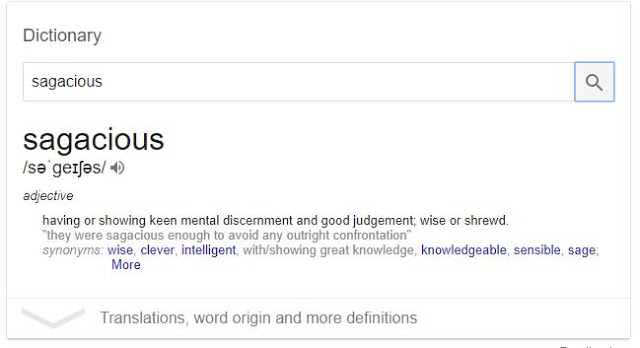 Dictionary
sagacious
sagacious
/səˈɡeɪʃəs/
adjective
having or showing keen mental discernment and good judgement; wise or shrewd.
"they were sagacious enough to avoid any outright confrontation"
synonyms: wise, clever, intelligent, with/showing great knowledge, knowledgeable, sensible, sage;
More
Translations, word origin and more definitions